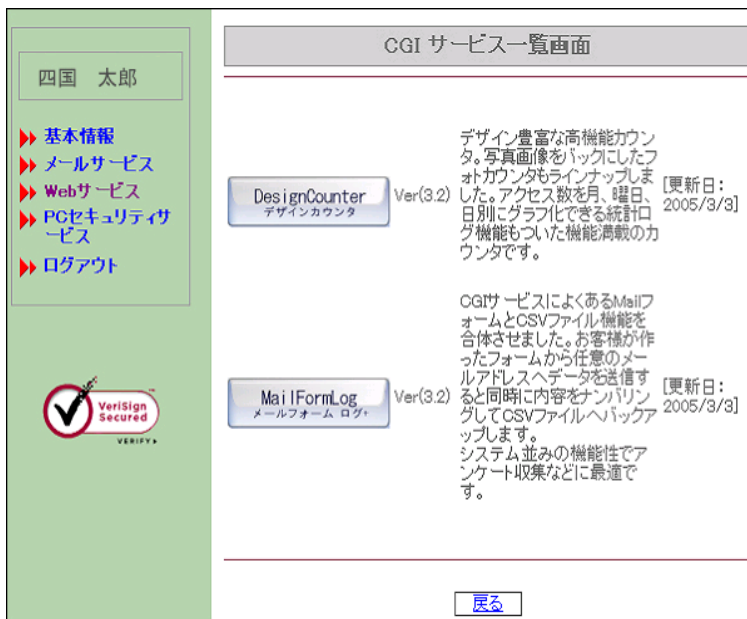 CGI サービス一覧画面
四国　太郎
基本情報
メールサービス
Webサービス
PCセキュリティサ
ービス
ログアウト
VeriSign
Secured
VERIFY
DesignCounter
デザインカウンタ
Ver(3.2)
デザイン豊富な高機能カウン
タ。写真画像をバックにしたフ
ォトカウンタもラインナップしま
した。アクセス数を月、曜日、
日別にグラフ化できる統計ロ
グ機能もついた機能満載のカ
ウンタです。
[更新日：
2005/3/3]
MailFormLog
メールフォーム ログ+
Ver(3.2)
CGIサービスによくあるMailフ
ォームとCSVファイル機能を
合体させました。お客様が作
ったフォームから任意のメー
ルアドレスへデータを送信す
ると同時に内容をナンバリン
グしてCSVファイルへバックア
ップします。
システム並みの機能性でア
ンケート収集などに最適で
す。
[更新日：
2005/3/3]
戻る